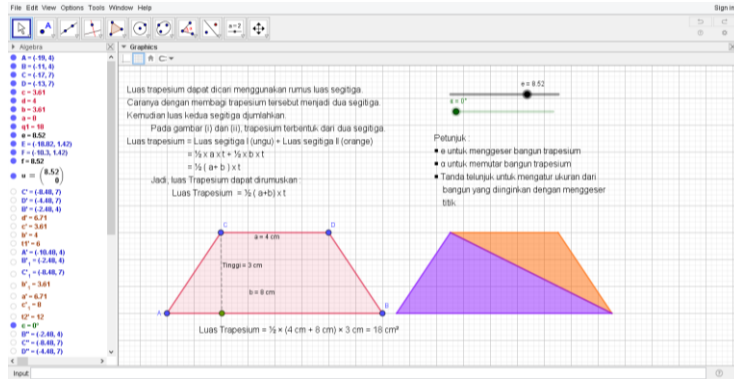 File Edit View Options Tools Window Help
Sign in
a=2
Algebra
Graphics
A = (-19, 4)
B = (-11, 4)
C = (-17, 7)
D = (-13, 7)
c = 3.61
d = 4
b = 3.61
a = 8
q1 = 18
e = 8.52
E = (-18.82, 1.42)
F = (-18.3, 1.42)
f = 8.52
u = (8.52
0)
C' = (-8.48, 7)
D' = (-4.48, 7)
B' = (-2.48, 4)
d' = 6.71
c' = 3.61
b' = 4
t1' = 6
A' = (-10.48, 4)
B'₁ = (-2.48, 4)
C'₁ = (-8.48, 7)
b'₁ = 3.61
a' = 6.71
c'₁ = 8
t2' = 12
α = 0°
B'' = (-2.48, 4)
C'' = (-8.48, 7)
D'' = (-4.48, 7)
Input:
Luas trapesium dapat dicari menggunakan rumus luas segitiga.
Caranya dengan membagi trapesium tersebut menjadi dua segitiga.
Kemudian luas kedua segitiga dijumlahkan.
Pada gambar (i) dan (ii), trapesium terbentuk dari dua segitiga.
Luas trapesium = Luas segitiga I (ungu) + Luas segitiga II (orange)
= ½ x a x t + ½ x b x t
= ½ ( a + b ) x t
Jadi, luas Trapesium dapat dirumuskan :
Luas Trapesium = ½ ( a+b) x t
e = 8.52
α = 0°
Petunjuk :
• e untuk menggeser bangun trapesium
• α untuk memutar bangun trapesium
• Tanda telunjuk untuk mengatur ukuran dari
bangun yang diinginkan dengan menggeser
titik.
C
D
a = 4 cm
Tinggi = 3 cm
b = 8 cm
A
B
Luas Trapesium = ½ × (4 cm + 8 cm) × 3 cm = 18 cm²